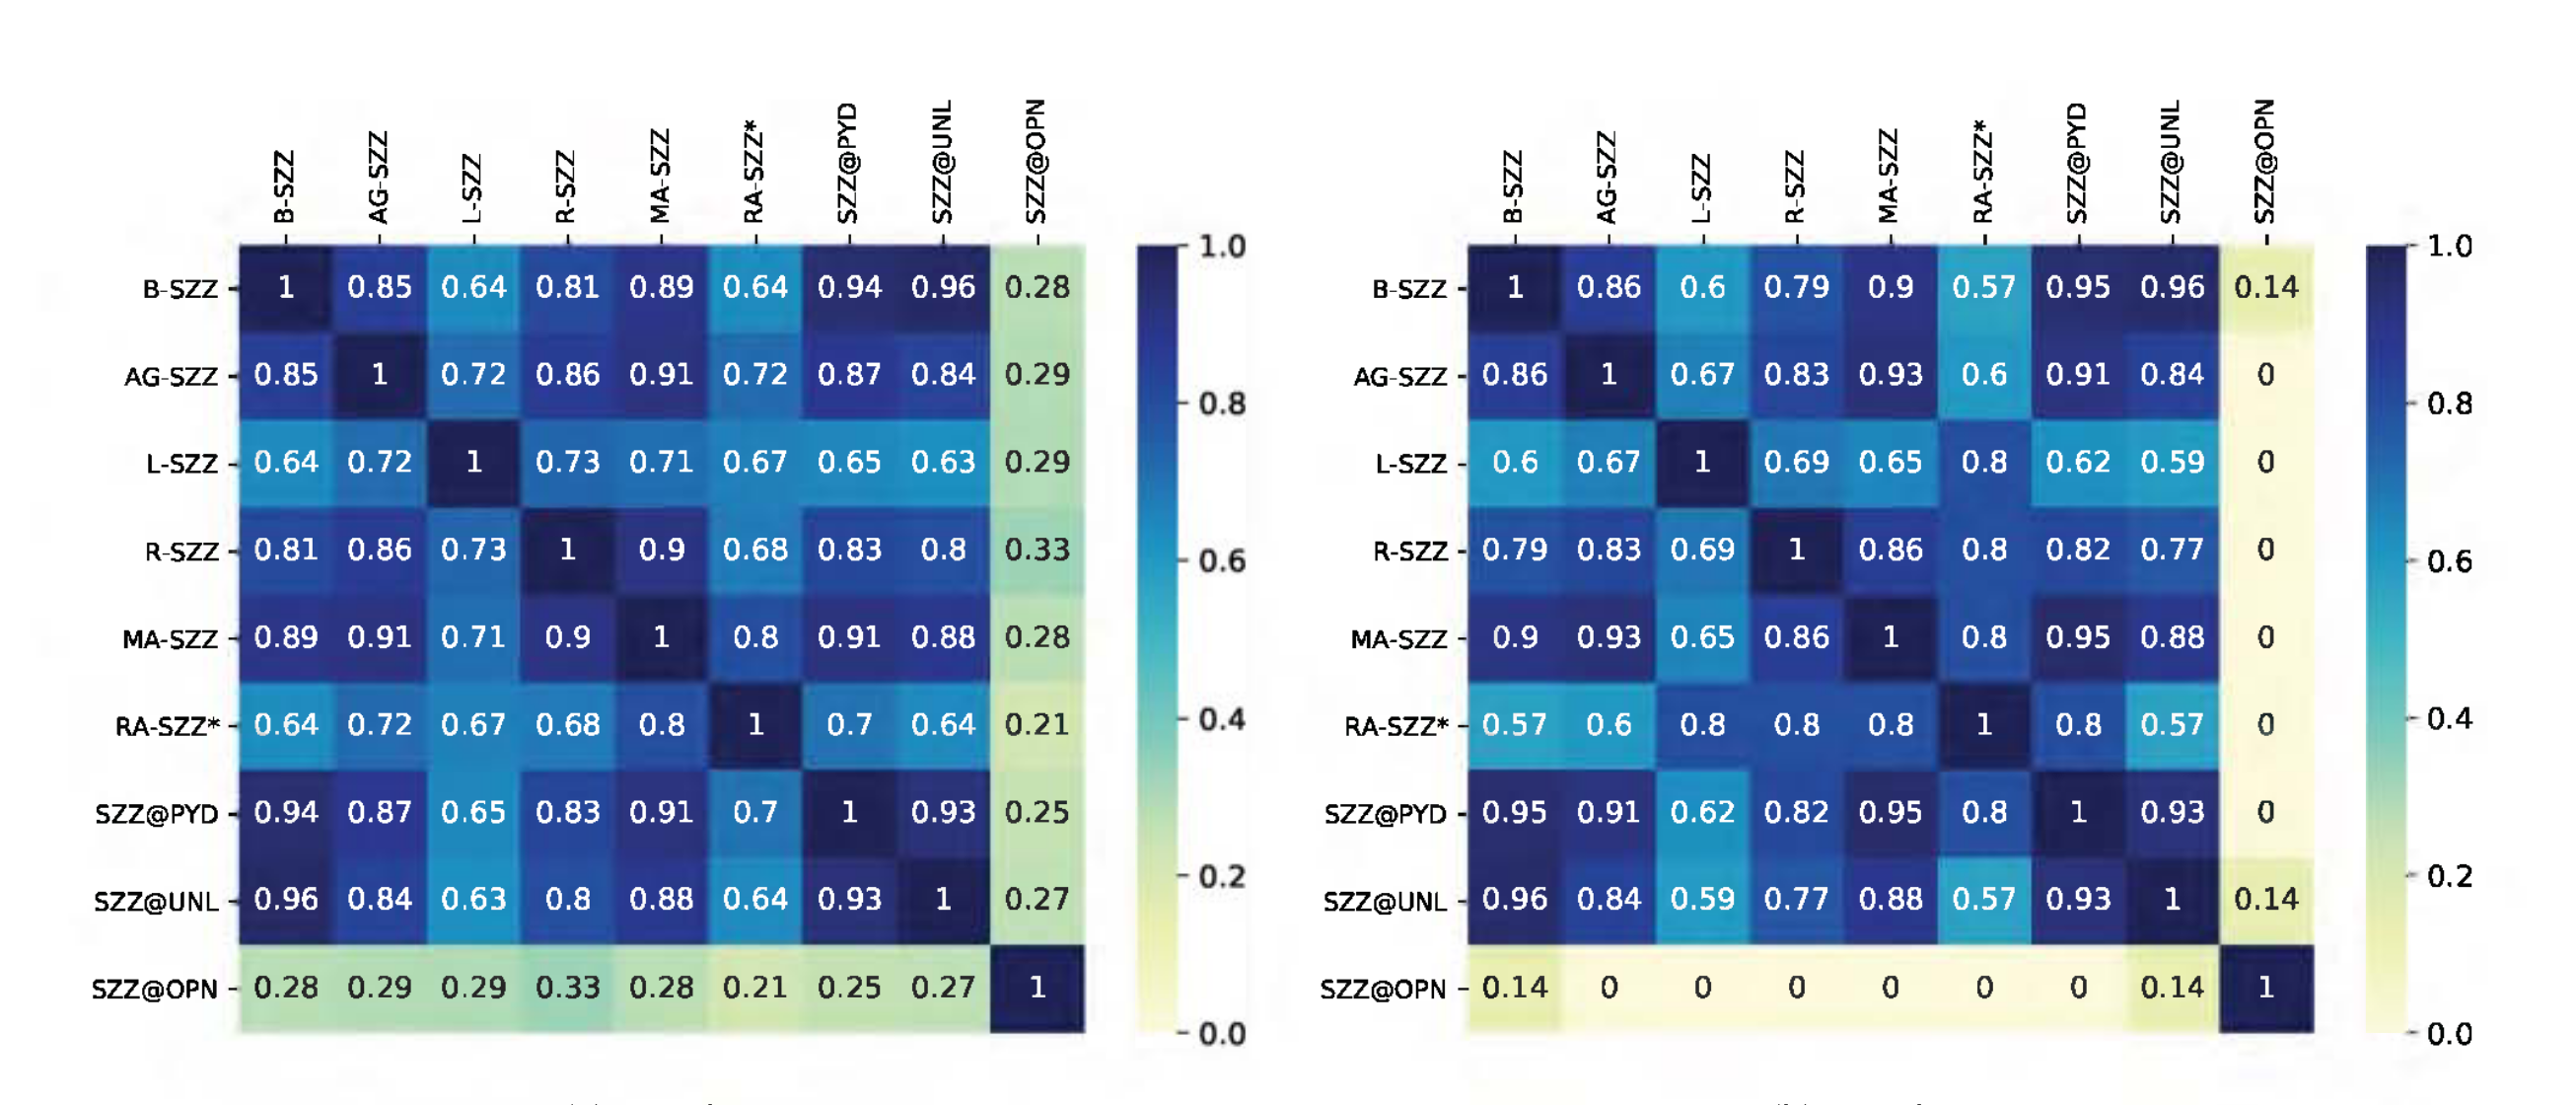 B-SZZ AG-SZZ L-SZZ R-SZZ MA-SZZ RA-SZZ* SZZ@PYD SZZ@UNL SZZ@OPN
B-SZZ 1 0.85 0.64 0.81 0.89 0.64 0.94 0.96 0.28
AG-SZZ 0.85 1 0.72 0.86 0.91 0.72 0.87 0.84 0.29
L-SZZ 0.64 0.72 1 0.73 0.71 0.67 0.65 0.63 0.29
R-SZZ 0.81 0.86 0.73 1 0.9 0.68 0.83 0.8 0.33
MA-SZZ 0.89 0.91 0.71 0.9 1 0.8 0.91 0.88 0.28
RA-SZZ* 0.64 0.72 0.67 0.68 0.8 1 0.7 0.64 0.21
SZZ@PYD 0.94 0.87 0.65 0.83 0.91 0.7 1 0.93 0.25
SZZ@UNL 0.96 0.84 0.63 0.8 0.88 0.64 0.93 1 0.27
SZZ@OPN 0.28 0.29 0.29 0.33 0.28 0.21 0.25 0.27 1
1.0
0.8
0.6
0.4
0.2
0.0
B-SZZ AG-SZZ L-SZZ R-SZZ MA-SZZ RA-SZZ* SZZ@PYD SZZ@UNL SZZ@OPN
B-SZZ 1 0.86 0.6 0.79 0.9 0.57 0.95 0.96 0.14
AG-SZZ 0.86 1 0.67 0.83 0.93 0.6 0.91 0.84 0
L-SZZ 0.6 0.67 1 0.69 0.65 0.8 0.62 0.59 0
R-SZZ 0.79 0.83 0.69 1 0.86 0.8 0.82 0.77 0
MA-SZZ 0.9 0.93 0.65 0.86 1 0.8 0.95 0.88 0
RA-SZZ* 0.57 0.6 0.8 0.8 0.8 1 0.8 0.57 0
SZZ@PYD 0.95 0.91 0.62 0.82 0.95 0.8 1 0.93 0
SZZ@UNL 0.96 0.84 0.59 0.77 0.88 0.57 0.93 1 0.14
SZZ@OPN 0.14 0 0 0 0 0 0 0.14 1
1.0
0.8
0.6
0.4
0.2
0.0